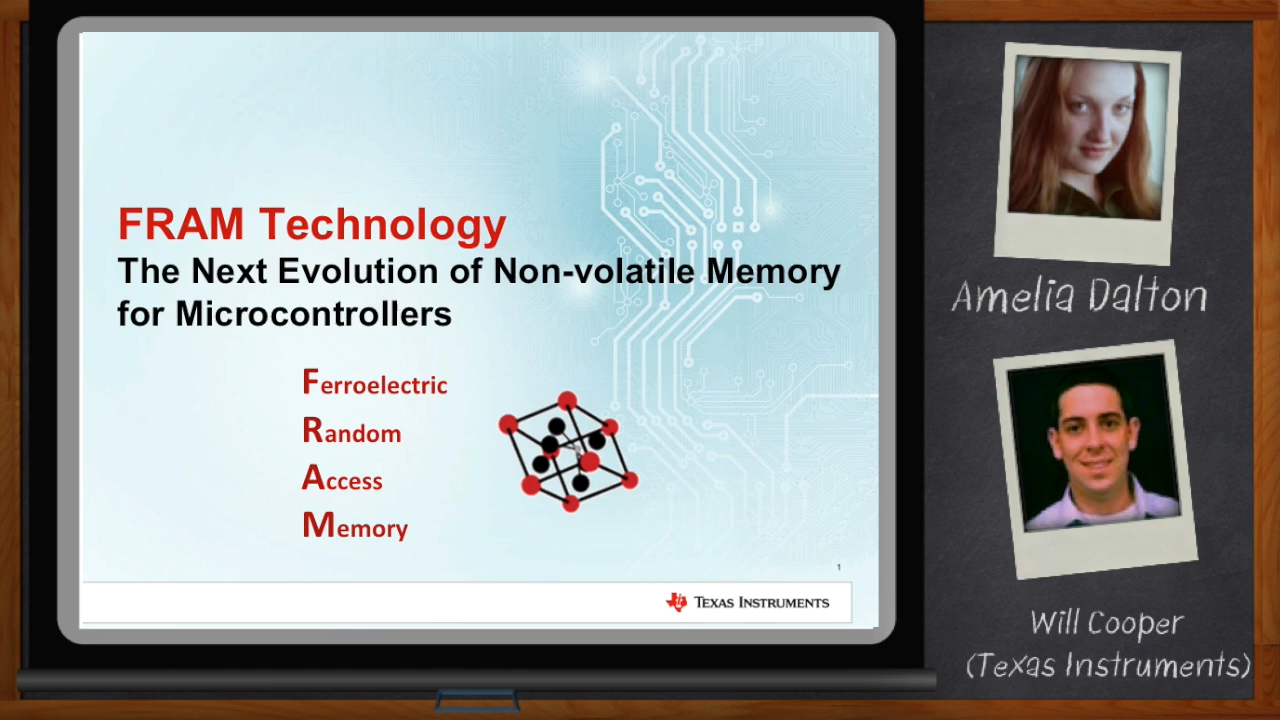 FRAM Technology
The Next Evolution of Non-volatile Memory
for Microcontrollers
Ferroelectric
Random
Access
Memory
1
TEXAS INSTRUMENTS
Amelia Dalton
Will Cooper
(Texas Instruments)